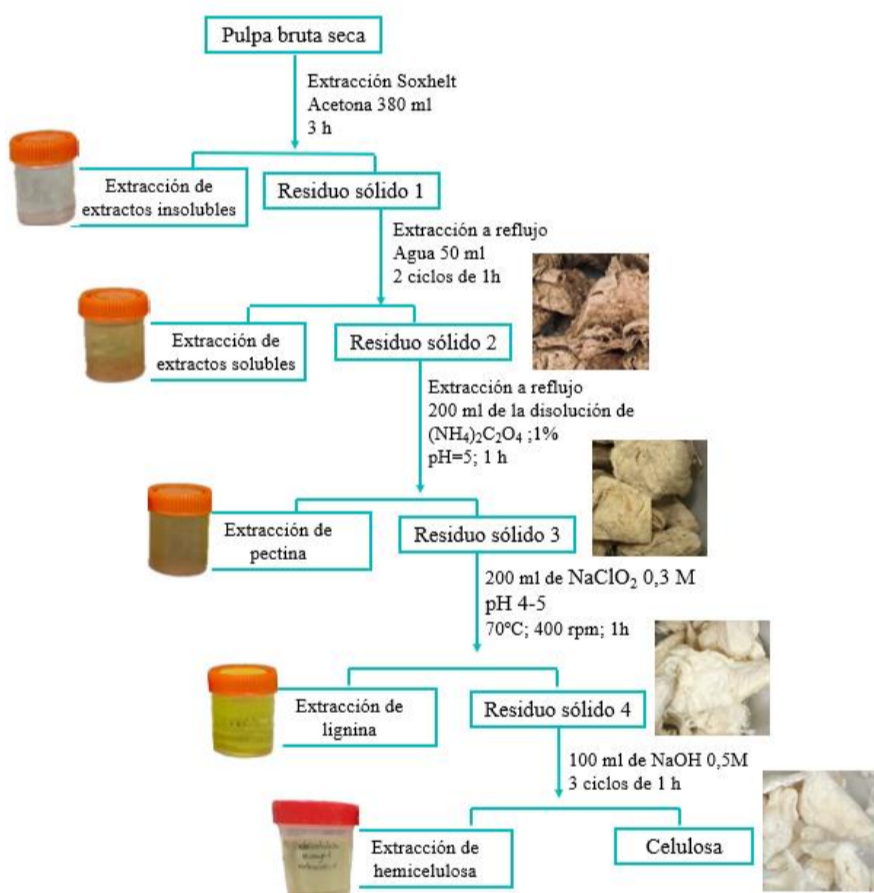 Pulpa bruta seca
Extracción Soxhelt
Acetona 380 ml
3 h
Extracción de
extractos insolubles
Residuo sólido 1
Extracción a reflujo
Agua 50 ml
2 ciclos de 1h
Extracción de
extractos solubles
Residuo sólido 2
Extracción a reflujo
200 ml de la disolución de
(NH₄)₂C₂O₄ ;1%
pH=5; 1 h
Extracción de
pectina
Residuo sólido 3
200 ml de NaClO₂ 0,3 M
pH 4-5
70ºC; 400 rpm; 1h
Extracción de
lignina
Residuo sólido 4
100 ml de NaOH 0,5M
3 ciclos de 1 h
Extracción de
hemicelulosa
Celulosa